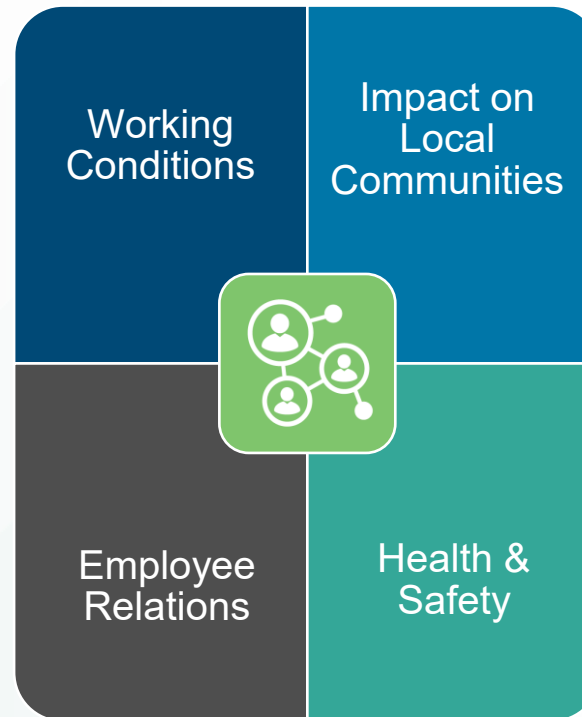 Working
Conditions
Impact on
Local
Communities
Employee
Relations
Health &
Safety